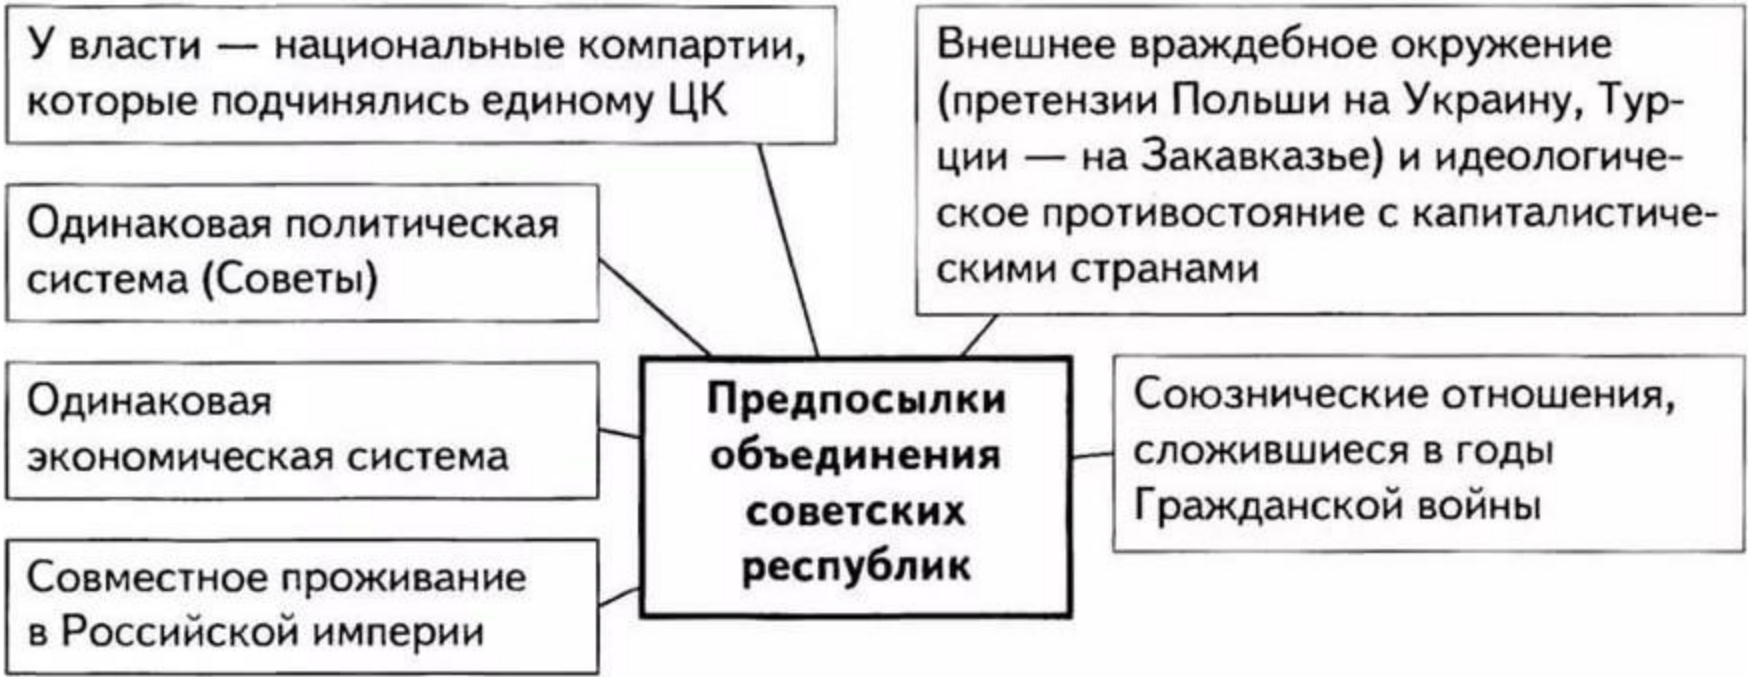 У власти — национальные компартии,
которые подчинялись единому ЦК
Внешнее враждебное окружение
(претензии Польши на Украину, Тур-
ции — на Закавказье) и идеологиче-
ское противостояние с капиталистиче-
скими странами
Одинаковая политическая
система (Советы)
Одинаковая
экономическая система
Предпосылки
объединения
советских
республик
Союзнические отношения,
сложившиеся в годы
Гражданской войны
Совместное проживание
в Российской империи